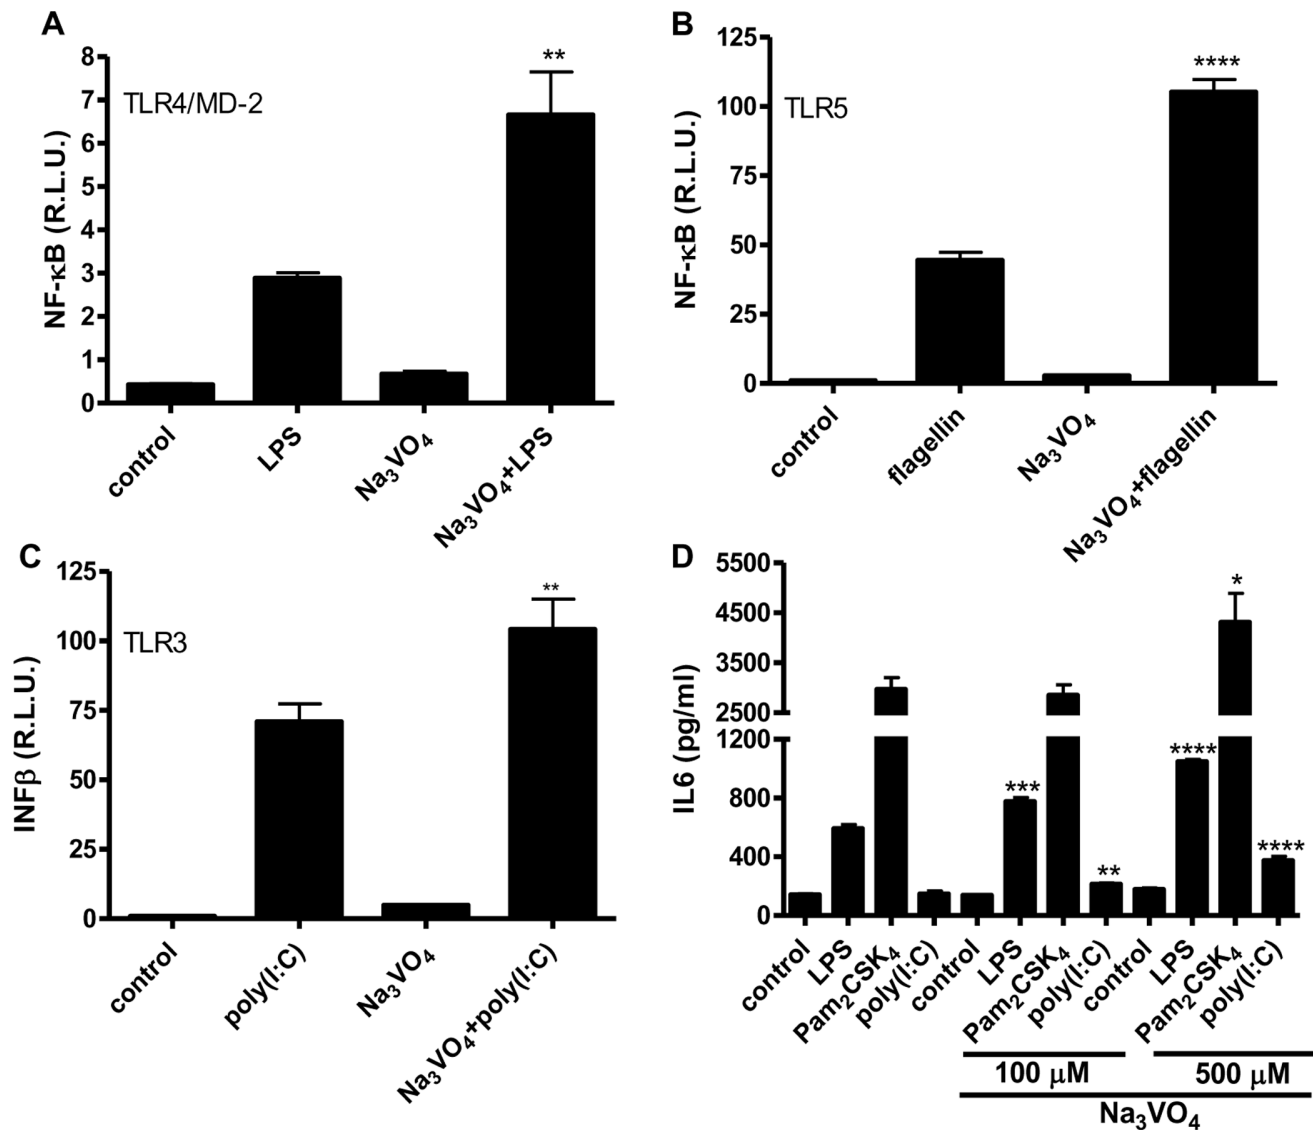 A
NF-κB (R.L.U.)
8
7
6
5
4
3
2
1
0
TLR4/MD-2
**
control
LPS
Na₃VO₄
Na₃VO₄+LPS
B
NF-κB (R.L.U.)
125
100
75
50
25
0
TLR5
****
control
flagellin
Na₃VO₄
Na₃VO₄+flagellin
C
INFβ (R.L.U.)
125
100
75
50
25
0
TLR3
**
control
poly(I:C)
Na₃VO₄
Na₃VO₄+poly(I:C)
D
IL6 (pg/ml)
5500
4500
3500
2500
1200
800
400
0
***
**
****
*
****
control
LPS
Pam₂CSK₄
poly(I:C)
control
LPS
Pam₂CSK₄
poly(I:C)
control
LPS
Pam₂CSK₄
poly(I:C)
100 μM
500 μM
Na₃VO₄